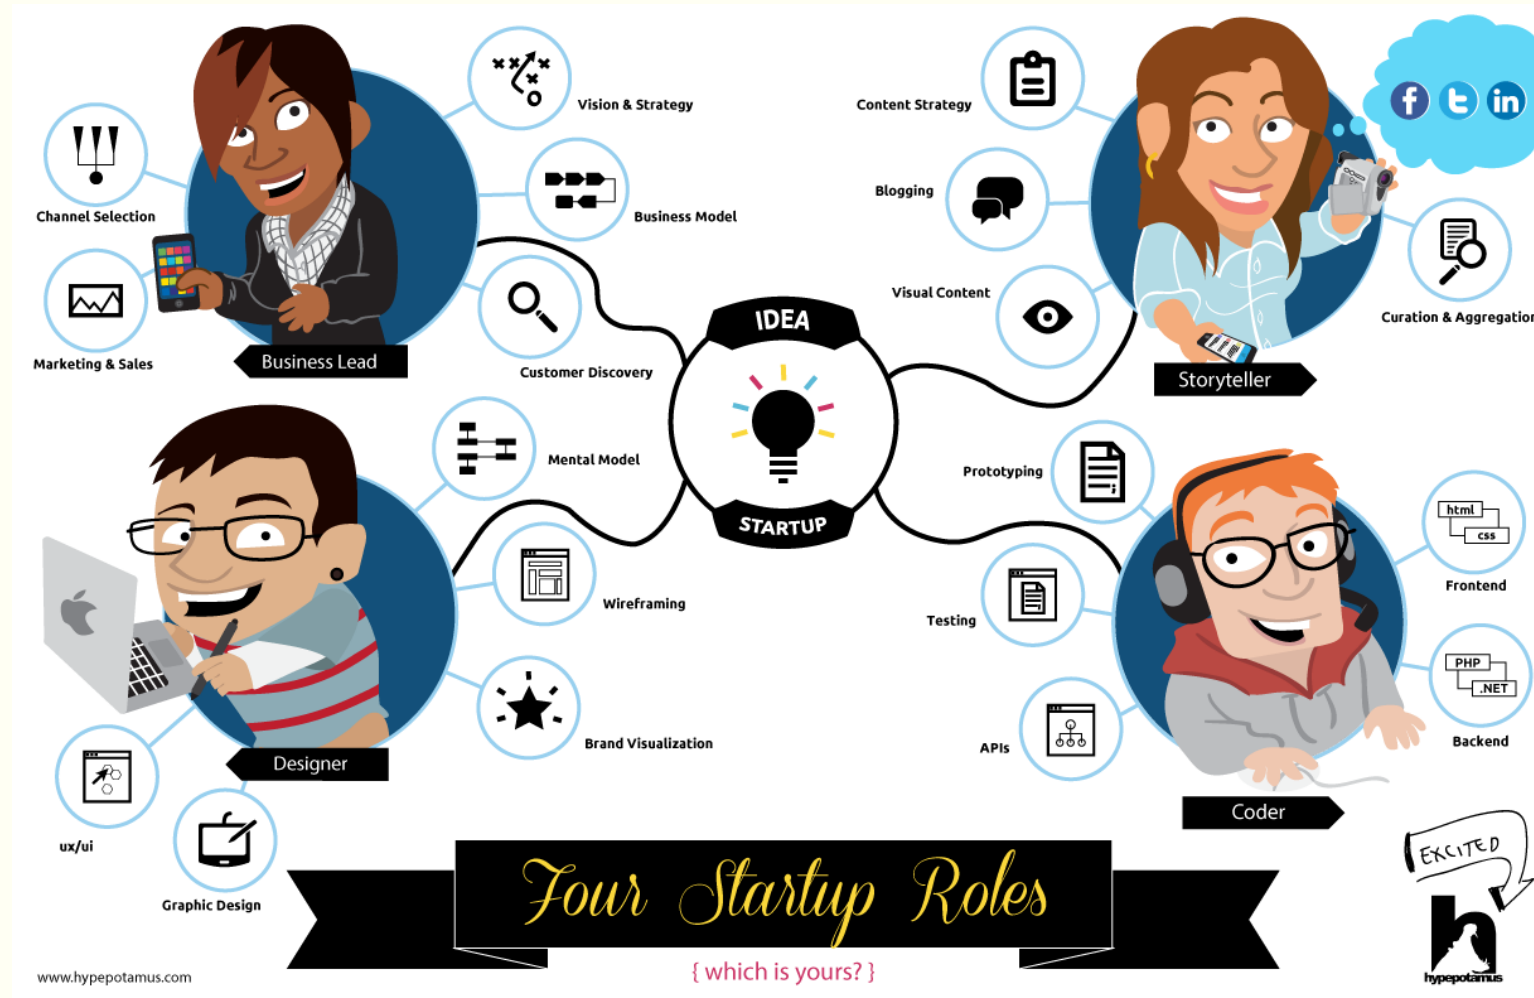 Vision & Strategy
Business Model
Customer Discovery
Channel Selection
Marketing & Sales
Business Lead
Content Strategy
Blogging
Visual Content
Curation & Aggregation
Storyteller
f t in
IDEA
STARTUP
Mental Model
Wireframing
Brand Visualization
ux/ui
Graphic Design
Designer
Prototyping
Testing
APIs
html
css
Frontend
PHP
.NET
Backend
Coder
Four Startup Roles
{ which is yours? }
www.hypepotamus.com
EXCITED
h
hypepotamus